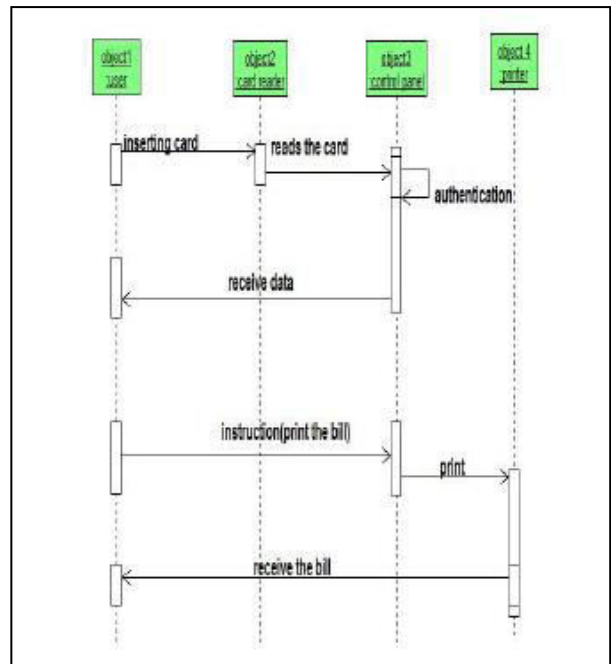 object1
:user
object2
:card reader
object3
:control panel
object 4
:printer
inserting card
reads the card
authentication
receive data
instruction(print the bill)
print
receive the bill